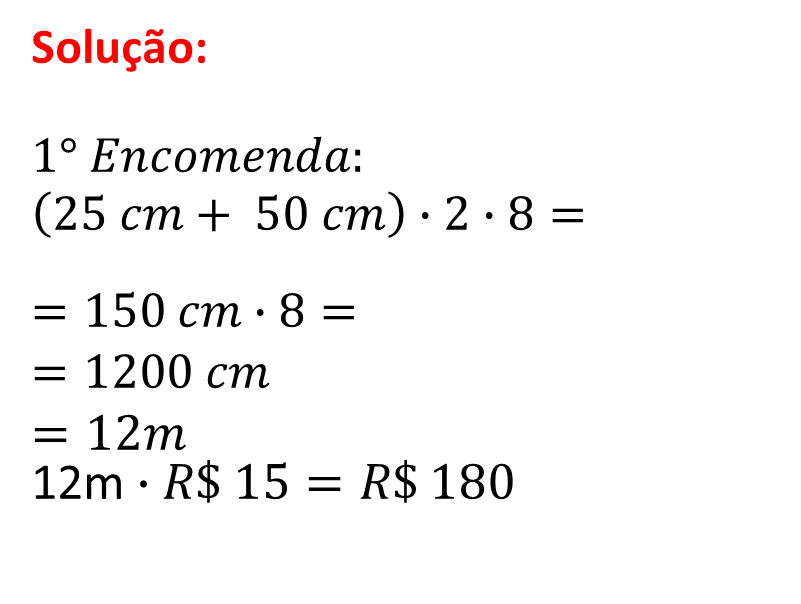 Solução:
1° Encomenda:
(25 cm + 50 cm) · 2 · 8 =
= 150 cm · 8 =
= 1200 cm
= 12m
12m · R$ 15 = R$ 180